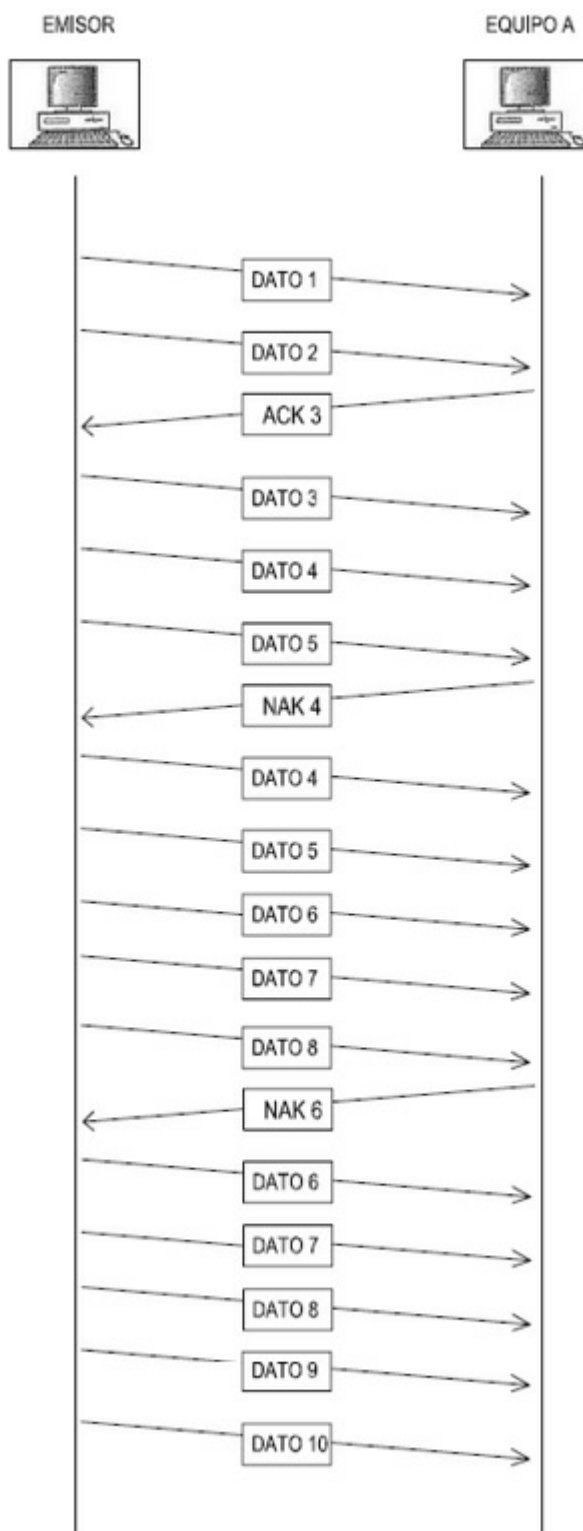 EMISOR
EQUIPO A
DATO 1
DATO 2
ACK 3
DATO 3
DATO 4
DATO 5
NAK 4
DATO 4
DATO 5
DATO 6
DATO 7
DATO 8
NAK 6
DATO 6
DATO 7
DATO 8
DATO 9
DATO 10